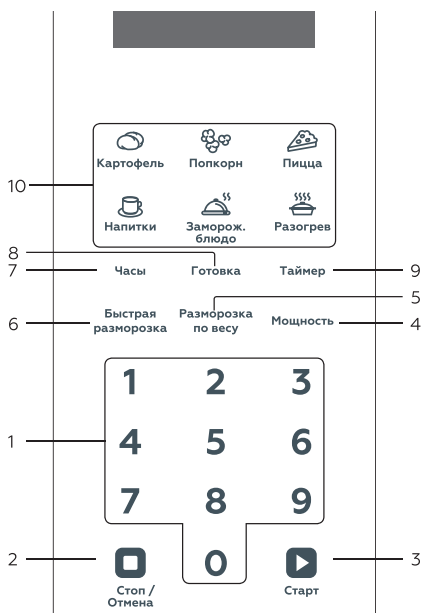 Картофель Попкорн Пицца
10
Напитки Заморож. Разогрев
блюдо
8
7 Часы Готовка Таймер 9
5
Быстрая Разморозка
6 разморозка по весу Мощность 4
1 2 3
1 4 5 6
7 8 9
2 0 3
Стоп / Старт
Отмена